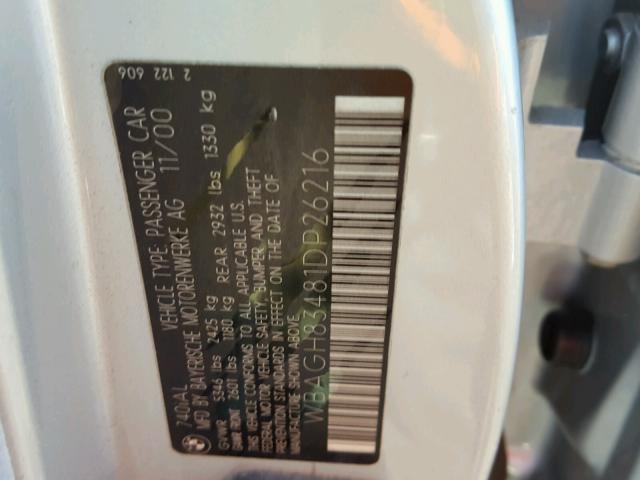 740iAL VEHICLE TYPE: PASSENGER CAR
MFD BY BAYERISCHE MOTORENWERKE AG 11/00
GVWR 5346 lbs 2425 kg
GAWR FRONT 2601 lbs 1180 kg REAR 2932 lbs 1330 kg
THIS VEHICLE CONFORMS TO ALL APPLICABLE U.S.
FEDERAL MOTOR VEHICLE SAFETY, BUMPER, AND THEFT
PREVENTION STANDARDS IN EFFECT ON THE DATE OF
MANUFACTURE SHOWN ABOVE.
WBAGH83481DP26216
2 122 606